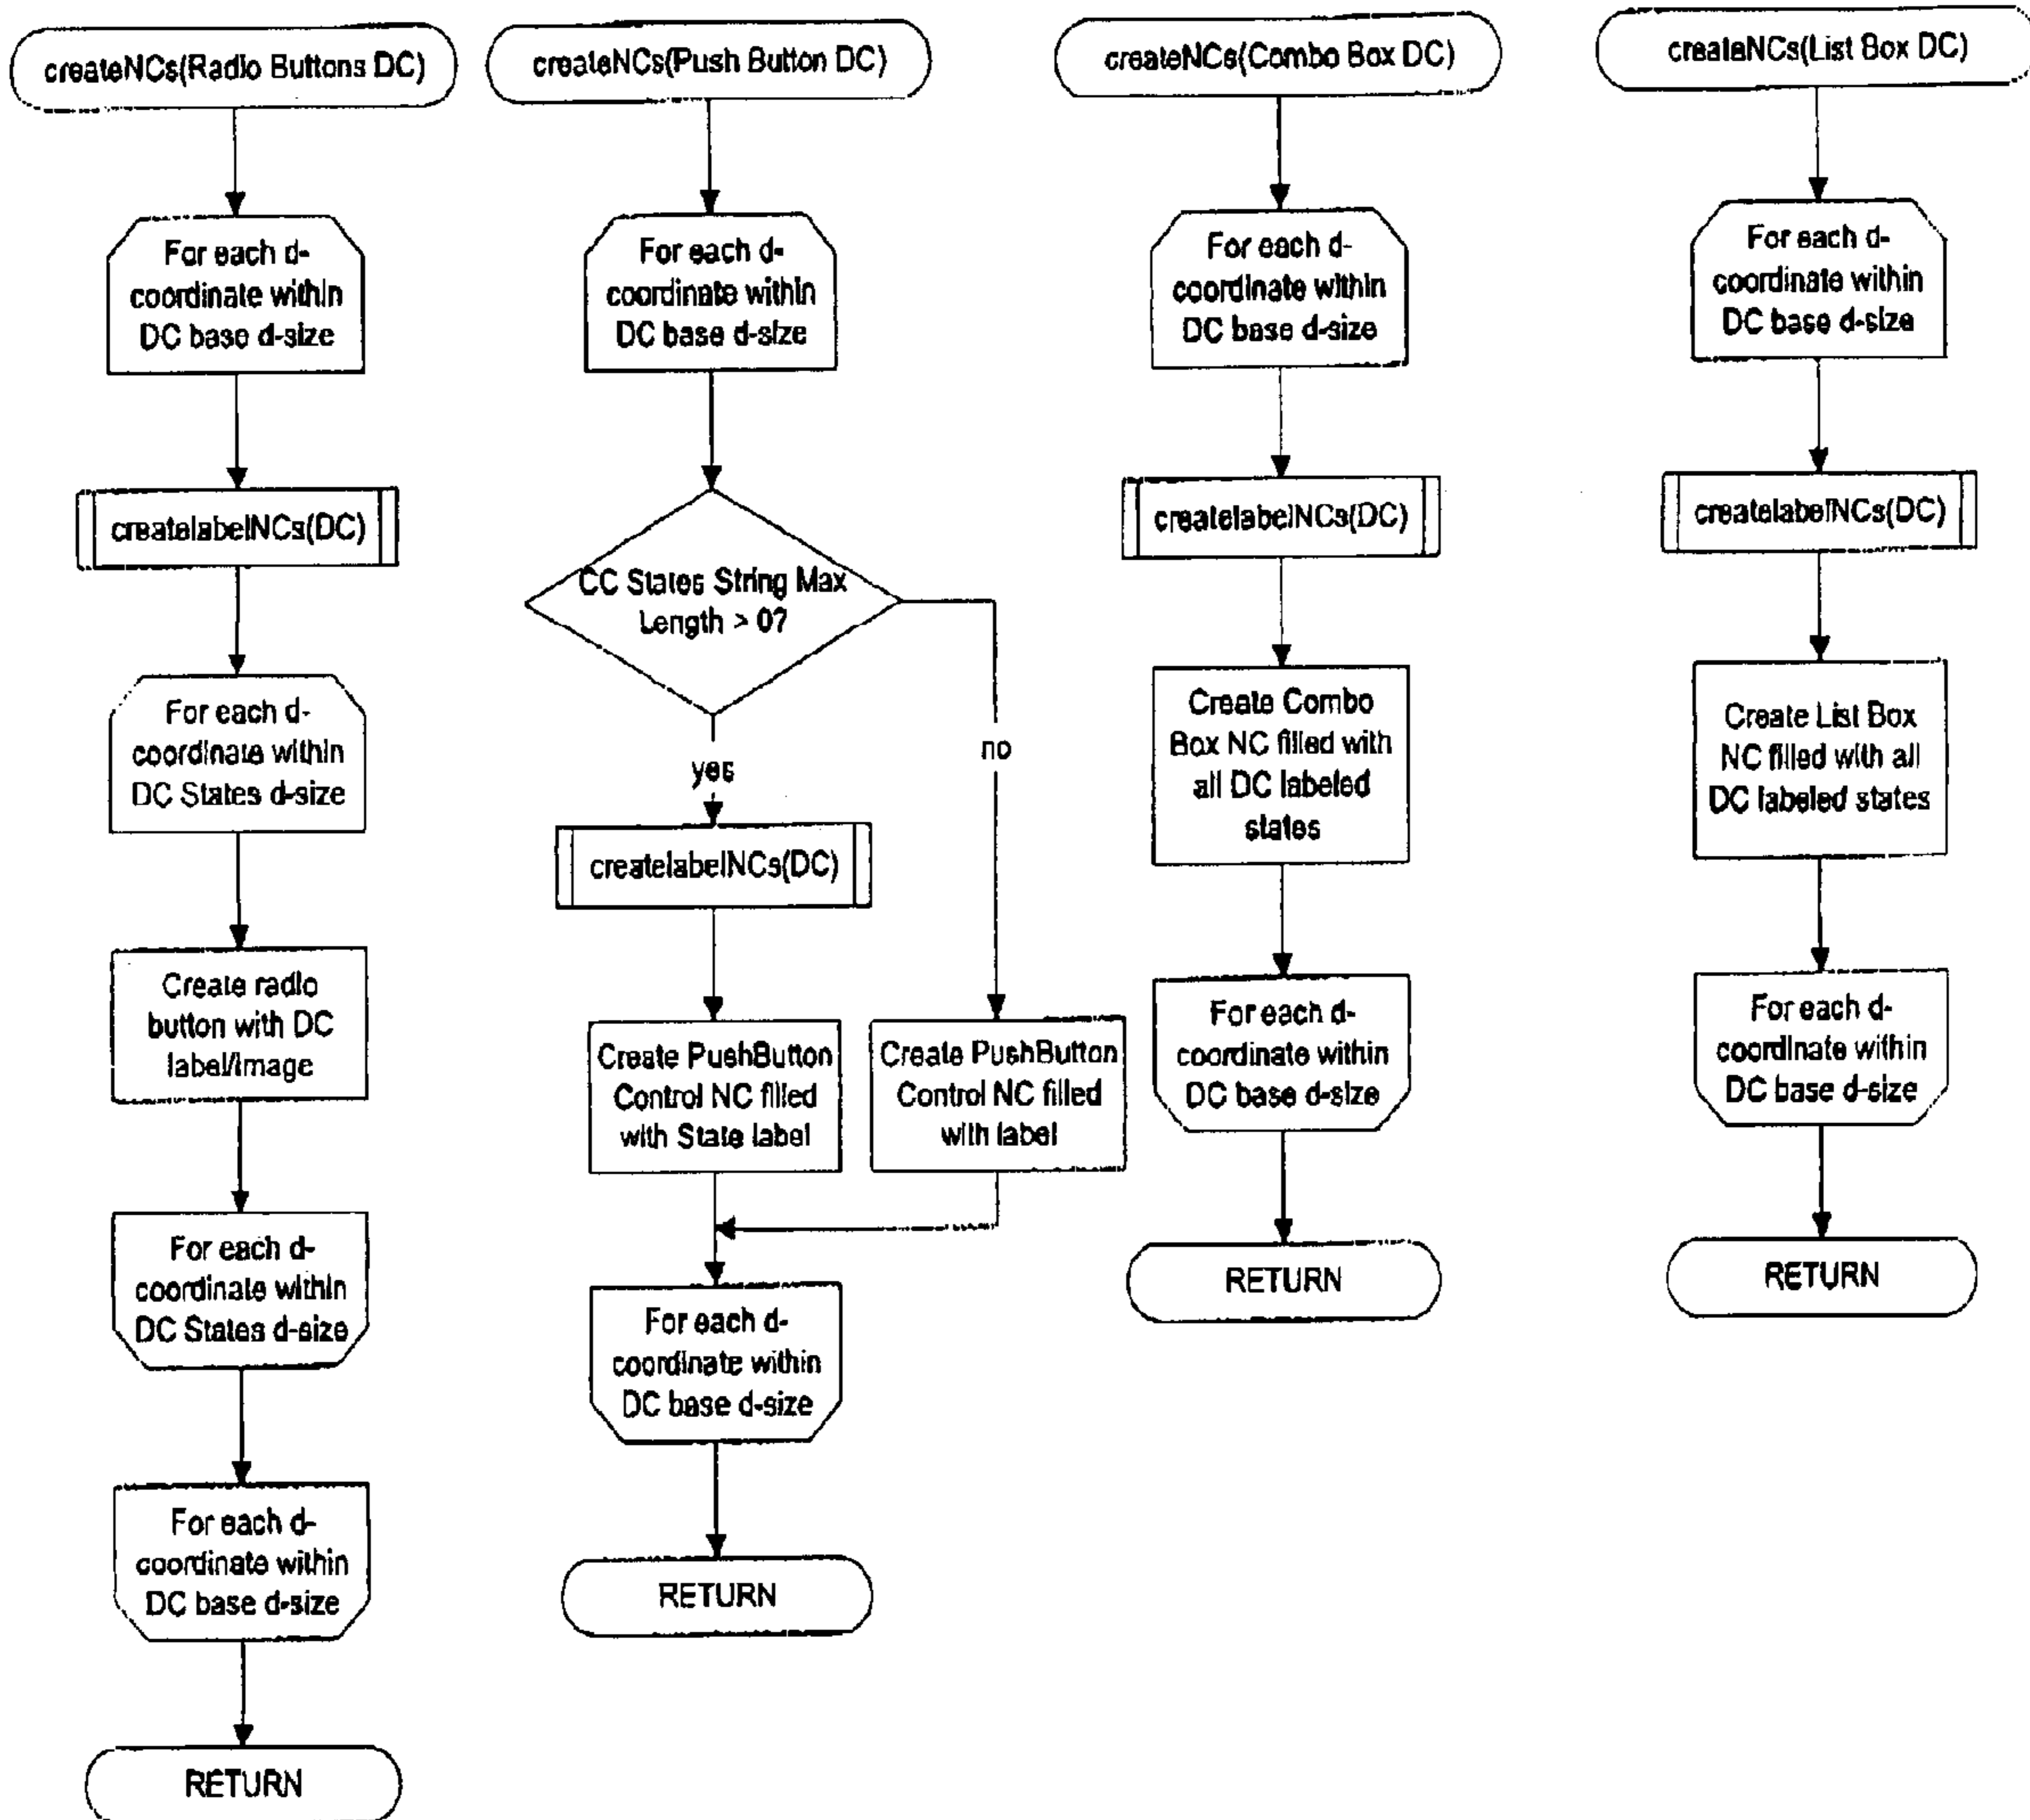 createNCs(Radio Buttons DC)
For each d-
coordinate within
DC base d-size
createlabelNCs(DC)
For each d-
coordinate within
DC States d-size
Create radio
button with DC
label/image
For each d-
coordinate within
DC States d-size
For each d-
coordinate within
DC base d-size
RETURN
createNCs(Push Button DC)
For each d-
coordinate within
DC base d-size
CC States String Max
Length > 0?
yes
no
createlabelNCs(DC)
Create PushButton
Control NC filled
with State label
Create PushButton
Control NC filled
with label
For each d-
coordinate within
DC base d-size
RETURN
createNCs(Combo Box DC)
For each d-
coordinate within
DC base d-size
createlabelNCs(DC)
Create Combo
Box NC filled with
all DC labeled
states
For each d-
coordinate within
DC base d-size
RETURN
createNCs(List Box DC)
For each d-
coordinate within
DC base d-size
createlabelNCs(DC)
Create List Box
NC filled with all
DC labeled states
For each d-
coordinate within
DC base d-size
RETURN